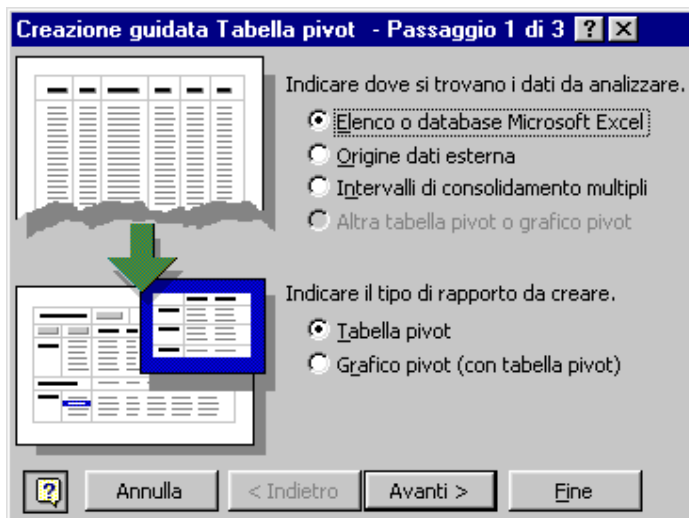 Creazione guidata Tabella pivot - Passaggio 1 di 3 ?
Indicare dove si trovano i dati da analizzare.
Elenco o database Microsoft Excel
Origine dati esterna
Intervalli di consolidamento multipli
Altra tabella pivot o grafico pivot
Indicare il tipo di rapporto da creare.
Tabella pivot
Grafico pivot (con tabella pivot)
? Annulla < Indietro Avanti > Fine